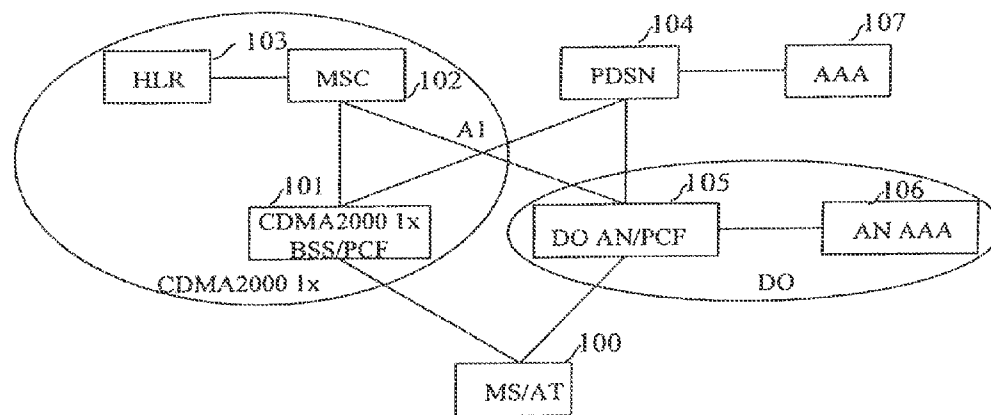 104
107
103
HLR
MSC
102
PDSN
AAA
A1
101
105
106
CDMA2000 1x
BSS/PCF
DO AN/PCF
AN AAA
CDMA2000 1x
DO
100
MS/AT